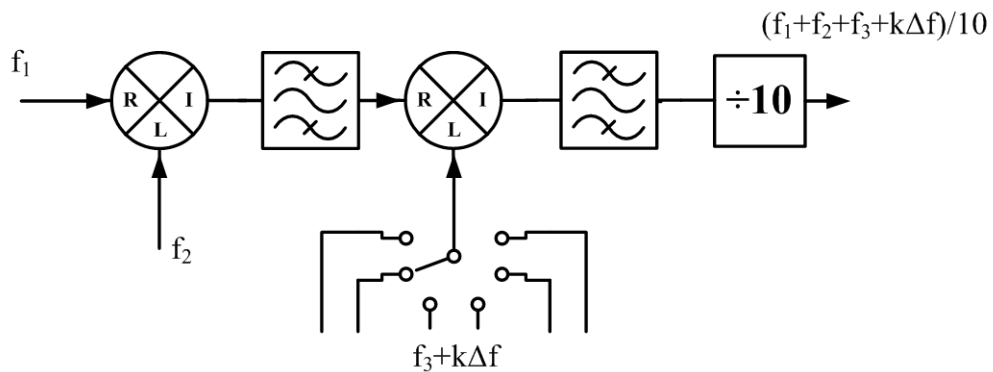 (f₁+f₂+f₃+kΔf)/10
f₁
R I
L
R I
L
÷10
f₂
f₃+kΔf